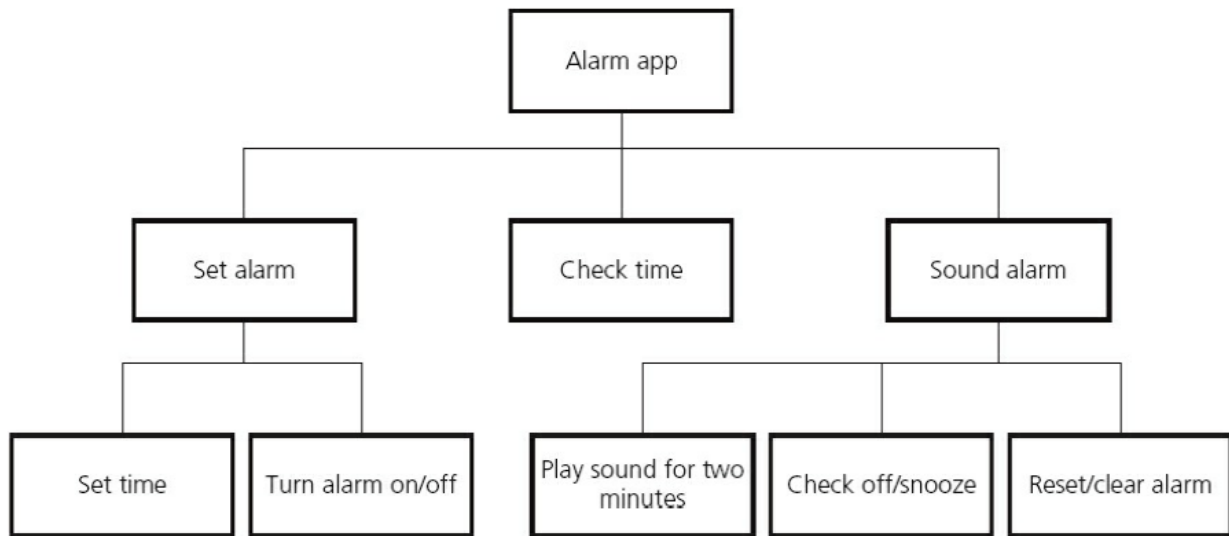 Alarm app
Set alarm
Check time
Sound alarm
Set time
Turn alarm on/off
Play sound for two
minutes
Check off/snooze
Reset/clear alarm